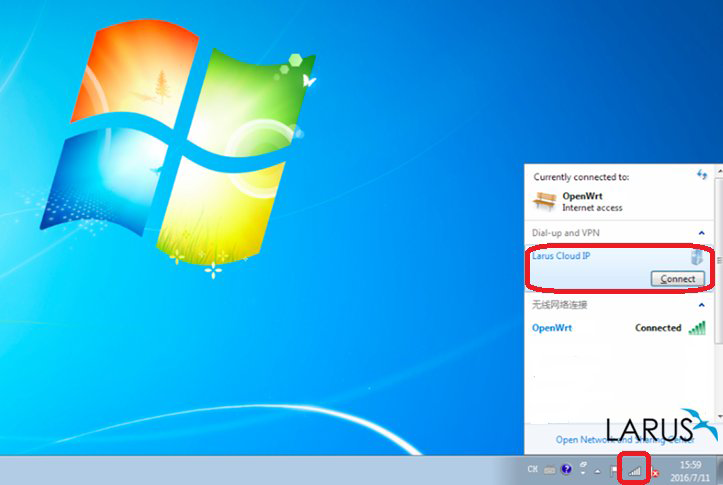 Currently connected to:
OpenWrt
Internet access
Dial-up and VPN
Larus Cloud IP
Connect
无线网络连接
OpenWrt Connected
LARUS
Open Network and Sharing Center
CK
15:59
2016/7/11